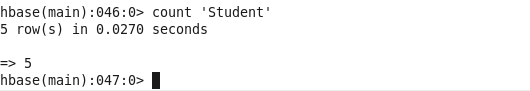 hbase(main):046:0> count 'Student'
5 row(s) in 0.0270 seconds

=> 5
hbase(main):047:0>